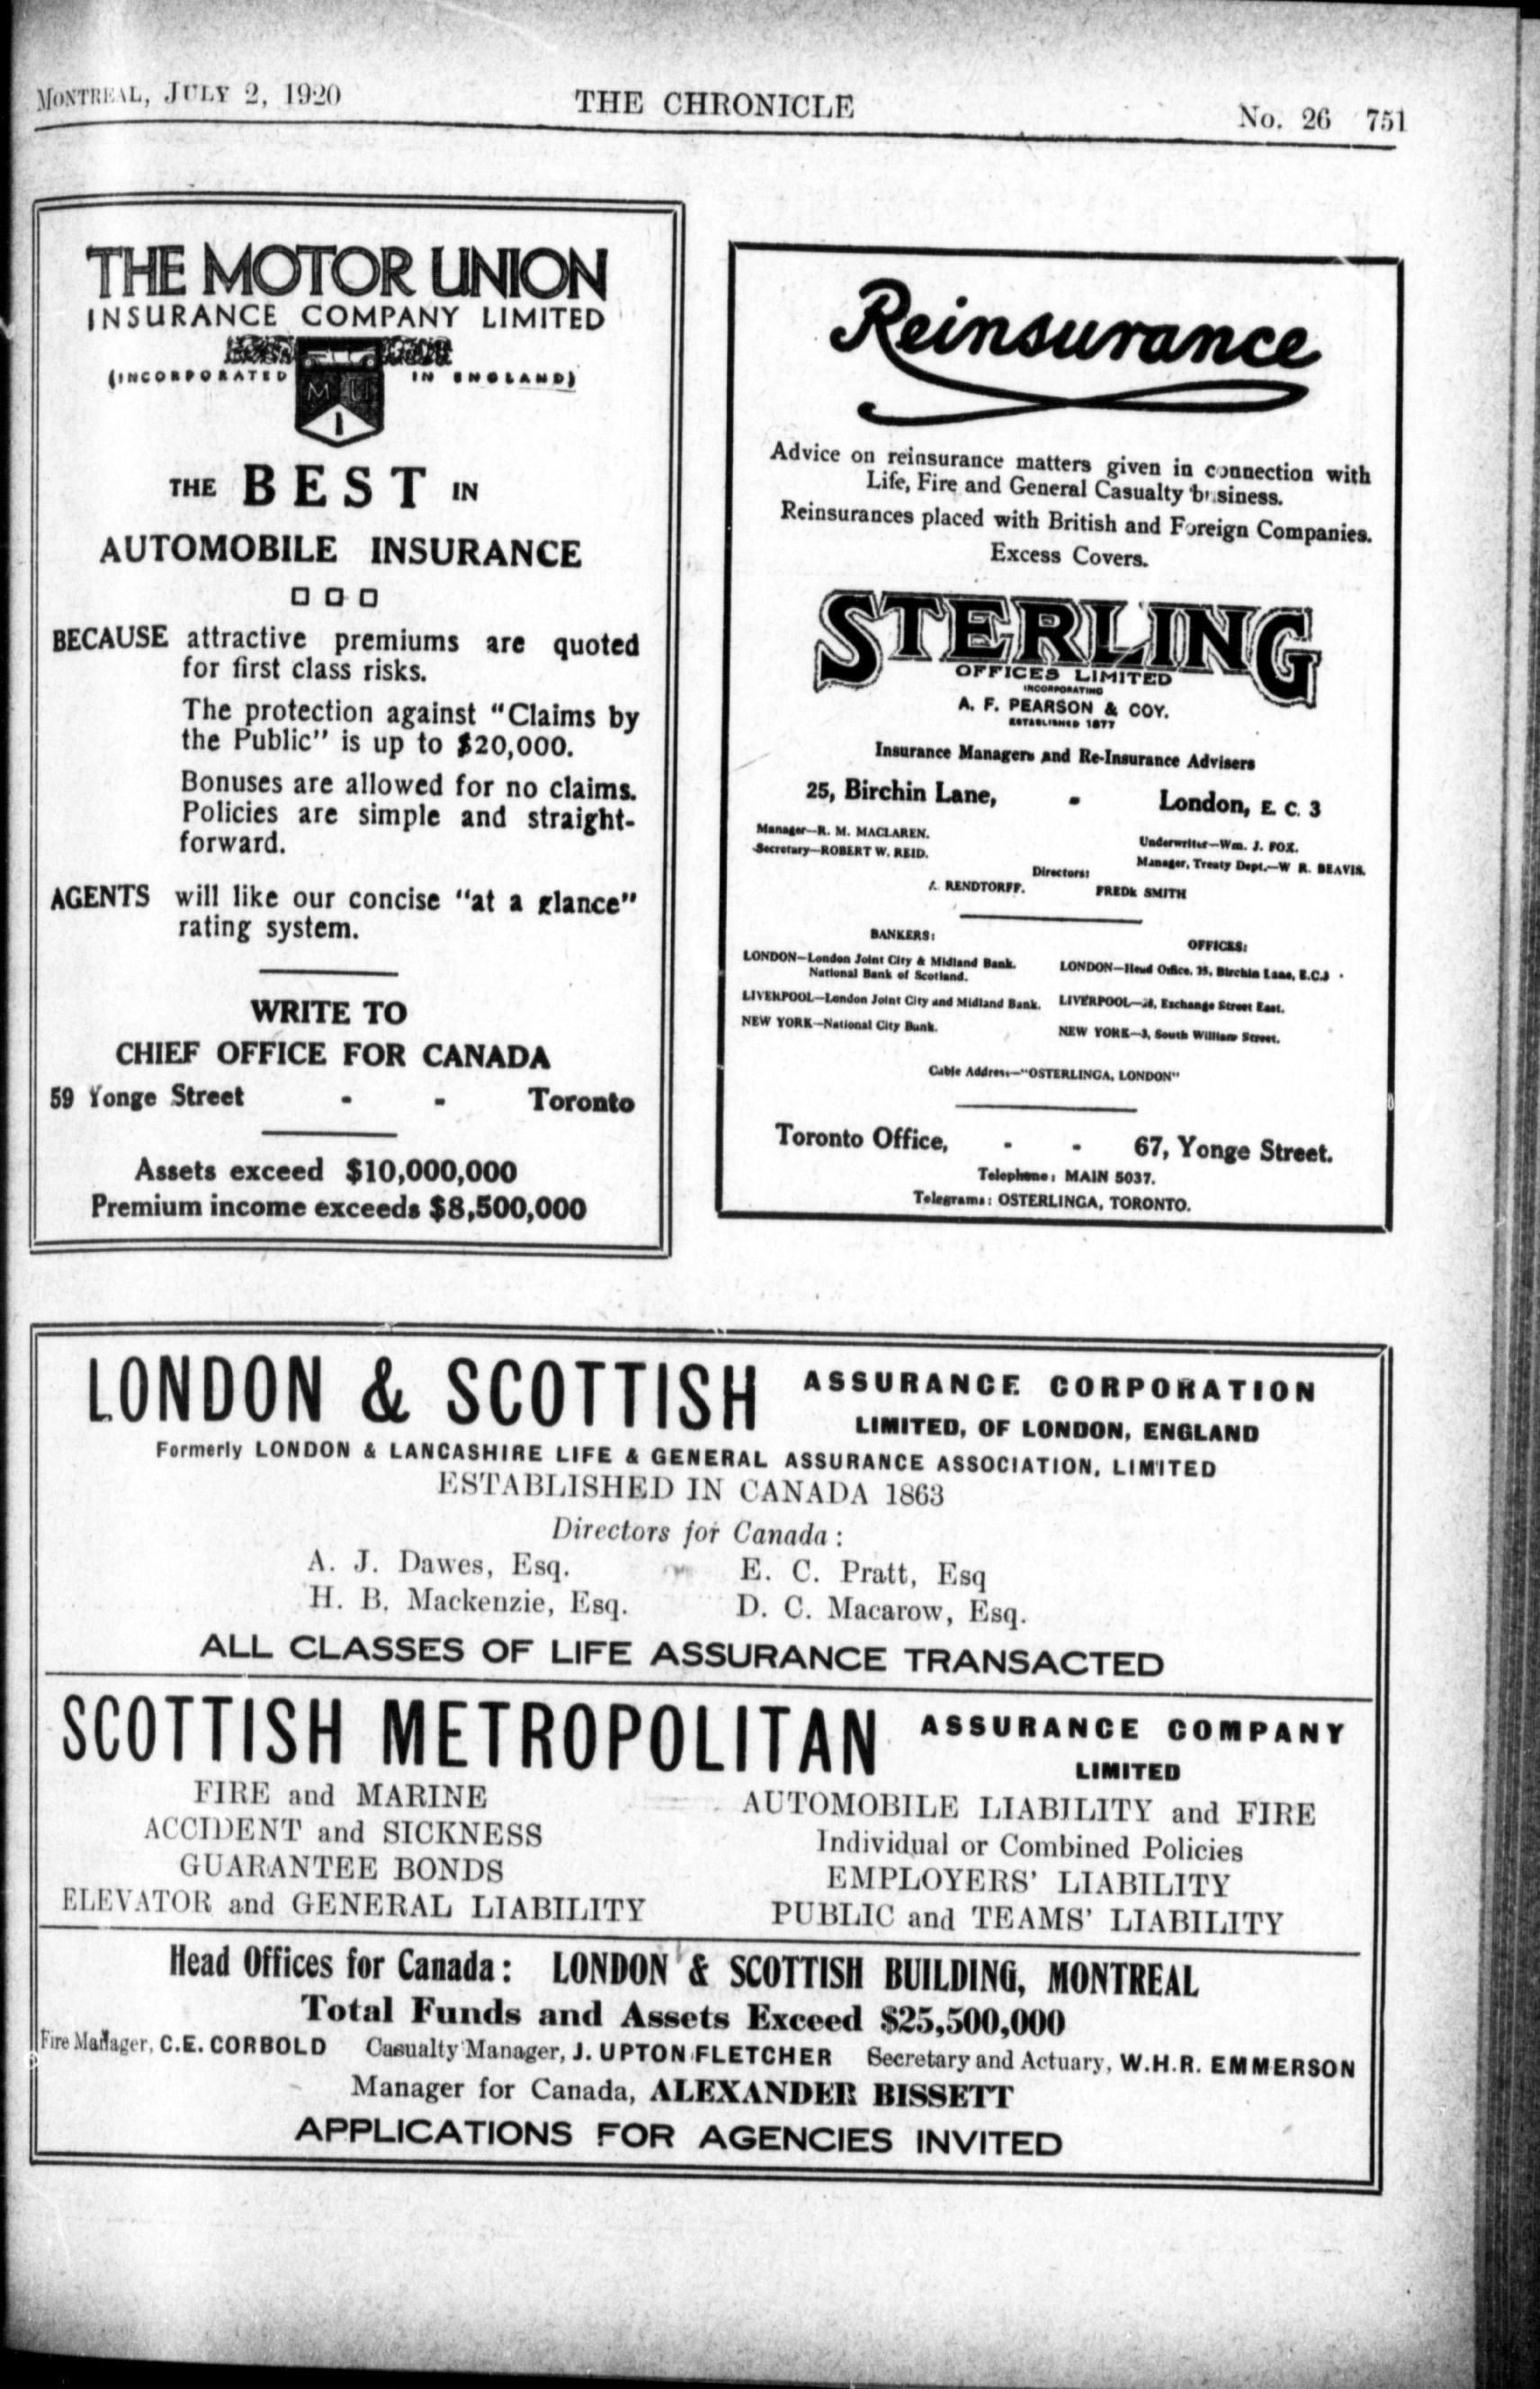 MONTREAL, JULY 2, 1920 THE CHRONICLE No. 26 751
THE MOTOR UNION
INSURANCE COMPANY LIMITED
(INCORPORATED IN ENGLAND)
M U
I
THE BEST IN
AUTOMOBILE INSURANCE
BECAUSE attractive premiums are quoted
for first class risks.
The protection against "Claims by
the Public" is up to $20,000.
Bonuses are allowed for no claims.
Policies are simple and straight-
forward.
AGENTS will like our concise "at a glance"
rating system.
WRITE TO
CHIEF OFFICE FOR CANADA
59 Yonge Street - - Toronto
Assets exceed $10,000,000
Premium income exceeds $8,500,000
Reinsurance
Advice on reinsurance matters given in connection with
Life, Fire and General Casualty business.
Reinsurances placed with British and Foreign Companies.
Excess Covers.
STERLING
OFFICES LIMITED
INCORPORATING
A. F. PEARSON & COY.
ESTABLISHED 1877
Insurance Managers and Re-Insurance Advisers
25, Birchin Lane, - London, E. C. 3
Manager—R. M. MACLAREN. Underwriter—Wm. J. FOX.
Secretary—ROBERT W. REID. Manager, Treaty Dept.—W R. BEAVIS.
Directors:
RENDTORFF. FREDk SMITH
BANKERS:
LONDON—London Joint City & Midland Bank.
National Bank of Scotland.
LIVERPOOL—London Joint City and Midland Bank.
NEW YORK—National City Bank.
OFFICES:
LONDON—Head Office, Birchin Lane, E.C.3
LIVERPOOL— Exchange Street East.
NEW YORK—3, South William Street.
Cable Address—"OSTERLINGA, LONDON"
Toronto Office, - - 67, Yonge Street.
Telephone: MAIN 5037.
Telegrams: OSTERLINGA, TORONTO.
LONDON & SCOTTISH ASSURANCE CORPORATION
LIMITED, OF LONDON, ENGLAND
Formerly LONDON & LANCASHIRE LIFE & GENERAL ASSURANCE ASSOCIATION, LIMITED
ESTABLISHED IN CANADA 1863
Directors for Canada:
A. J. Dawes, Esq. E. C. Pratt, Esq
H. B. Mackenzie, Esq. D. C. Macarow, Esq.
ALL CLASSES OF LIFE ASSURANCE TRANSACTED
SCOTTISH METROPOLITAN ASSURANCE COMPANY
LIMITED
FIRE and MARINE
ACCIDENT and SICKNESS
GUARANTEE BONDS
ELEVATOR and GENERAL LIABILITY
AUTOMOBILE LIABILITY and FIRE
Individual or Combined Policies
EMPLOYERS' LIABILITY
PUBLIC and TEAMS' LIABILITY
Head Offices for Canada: LONDON & SCOTTISH BUILDING, MONTREAL
Total Funds and Assets Exceed $25,500,000
Fire Manager, C.E. CORBOLD Casualty Manager, J. UPTON FLETCHER Secretary and Actuary, W.H.R. EMMERSON
Manager for Canada, ALEXANDER BISSETT
APPLICATIONS FOR AGENCIES INVITED